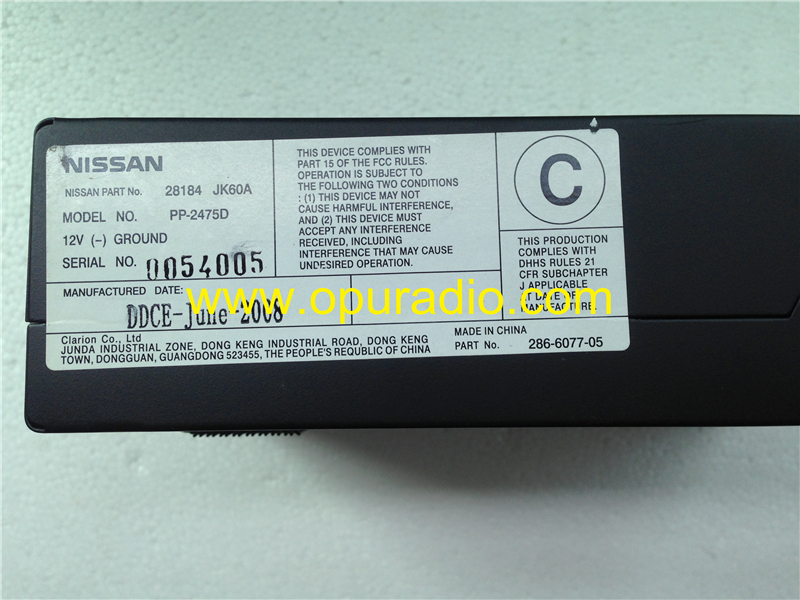 NISSAN
NISSAN PART No. 28184 JK60A
MODEL NO. PP-2475D
12V (-) GROUND
SERIAL NO. 0054005
MANUFACTURED DATE:
DDCE-June-2008
THIS DEVICE COMPLIES WITH
PART 15 OF THE FCC RULES.
OPERATION IS SUBJECT TO
THE FOLLOWING TWO CONDITIONS
: (1) THIS DEVICE MAY NOT
CAUSE HARMFUL INTERFERENCE,
AND (2) THIS DEVICE MUST
ACCEPT ANY INTERFERENCE
RECEIVED, INCLUDING
INTERFERENCE THAT MAY CAUSE
UNDESIRED OPERATION.
C
THIS PRODUCTION
COMPLIES WITH
DHHS RULES 21
CFR SUBCHAPTER
J APPLICABLE
AT DATE OF
MANUFACTURE.
www.opuradio.com
Clarion Co., Ltd
JUNDA INDUSTRIAL ZONE, DONG KENG INDUSTRIAL ROAD, DONG KENG
TOWN, DONGGUAN, GUANGDONG 523455, THE PEOPLE'S REQUBLIC OF CHINA
MADE IN CHINA
PART No. 286-6077-05